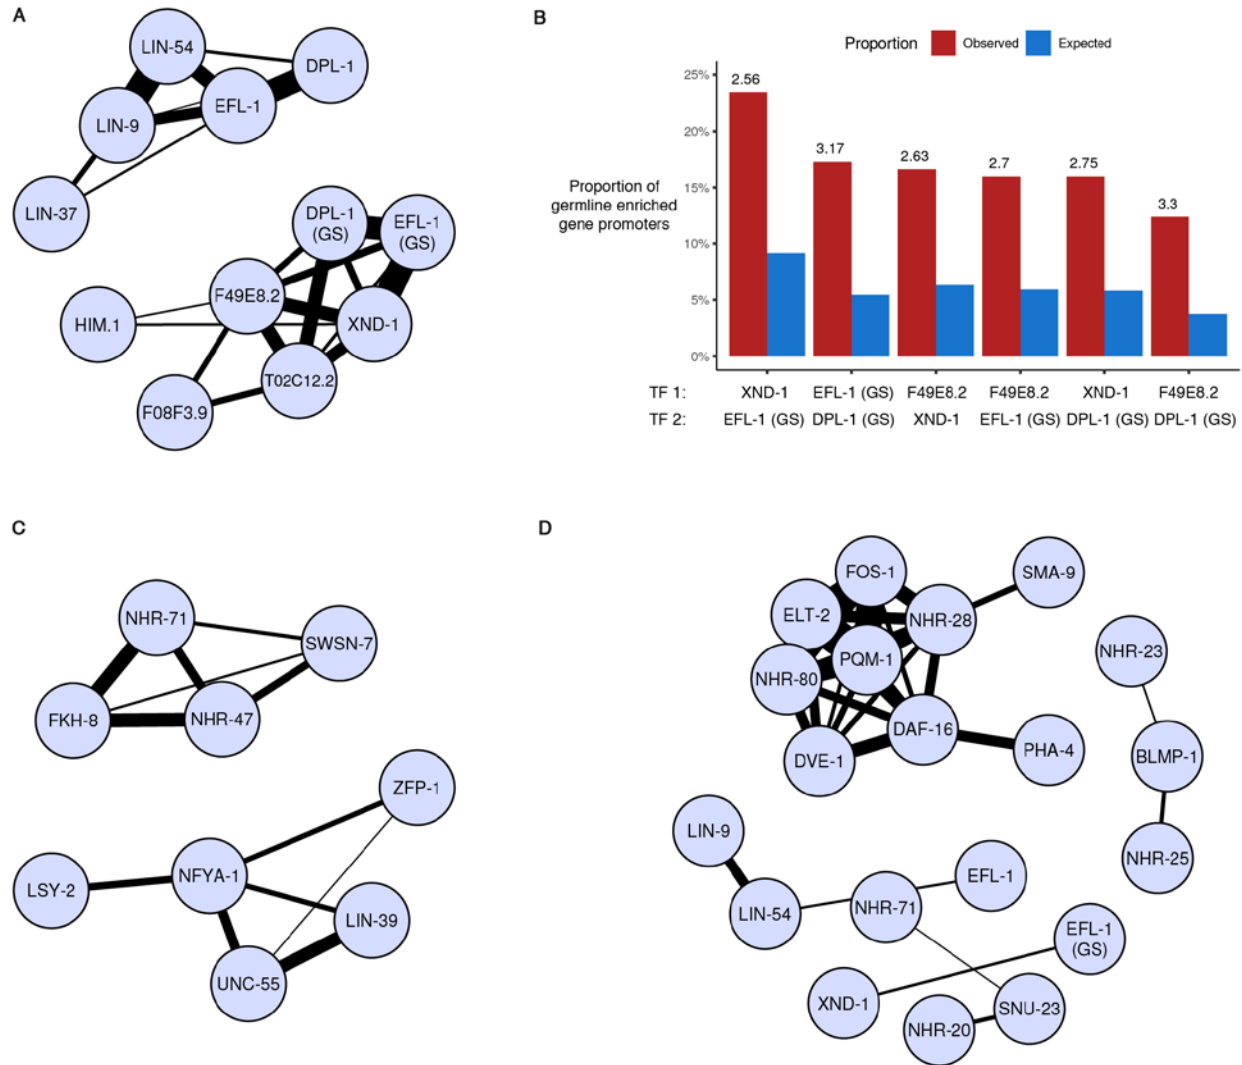 A
LIN-54
DPL-1
EFL-1
LIN-9
LIN-37
DPL-1
(GS)
EFL-1
(GS)
F49E8.2
HIM.1
XND-1
T02C12.2
F08F3.9
B
Proportion Observed Expected
Proportion of
germline enriched
gene promoters
25%
20%
15%
10%
5%
0%
2.56
3.17
2.63
2.7
2.75
3.3
TF 1: XND-1 EFL-1 (GS) F49E8.2 F49E8.2 XND-1 F49E8.2
TF 2: EFL-1 (GS) DPL-1 (GS) XND-1 EFL-1 (GS) DPL-1 (GS) DPL-1 (GS)
C
NHR-71
SWSN-7
FKH-8
NHR-47
ZFP-1
NFYA-1
LSY-2
LIN-39
UNC-55
D
FOS-1
SMA-9
ELT-2
NHR-28
NHR-23
PQM-1
NHR-80
DAF-16
PHA-4
BLMP-1
DVE-1
LIN-9
NHR-25
EFL-1
LIN-54
NHR-71
EFL-1
(GS)
XND-1
SNU-23
NHR-20